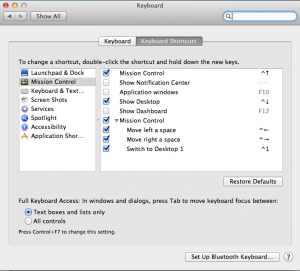 Keyboard
Show All
Keyboard
Keyboard Shortcuts
To change a shortcut, double-click the shortcut and hold down the new keys.
Launchpad & Dock
Mission Control
Keyboard & Text...
Screen Shots
Services
Spotlight
Accessibility
Application Shor...
Mission Control ^↑
Show Notification Center
Application windows F10
Show Desktop ^↓
Show Dashboard F12
Mission Control
Move left a space ^←
Move right a space ^→
Switch to Desktop 1 ^1
Restore Defaults
Full Keyboard Access: In windows and dialogs, press Tab to move keyboard focus between:
Text boxes and lists only
All controls
Press Control+F7 to change this setting.
Set Up Bluetooth Keyboard...
?